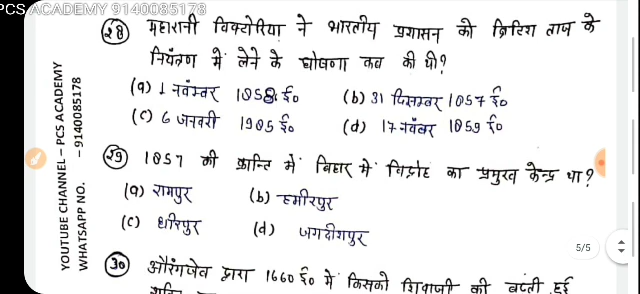 PCS ACADEMY 9140085178
28 महारानी विक्टोरिया ने भारतीय प्रशासन को ब्रिटिश ताज के
नियंत्रण में लेने के घोषणा कब की थी?
(a) 1 नवंम्बर 1858 ई० (b) 31 दिसम्बर 1857 ई०
(c) 6 जनवरी 1905 ई० (d) 17 नवंबर 1859 ई०
YOUTUBE CHANNEL - PCS ACADEMY
WHATSAPP NO. - 9140085178
29 1857 की क्रान्ति में बिहार में विद्रोह का प्रमुख केन्द्र था?
(a) रामपुर (b) हमीरपुर
(c) धीरपुर (d) जगदीशपुर
5/5
30 औरंगजेब द्वारा 1660 ई० में किसको शिवाजी की बढ़ती हुई